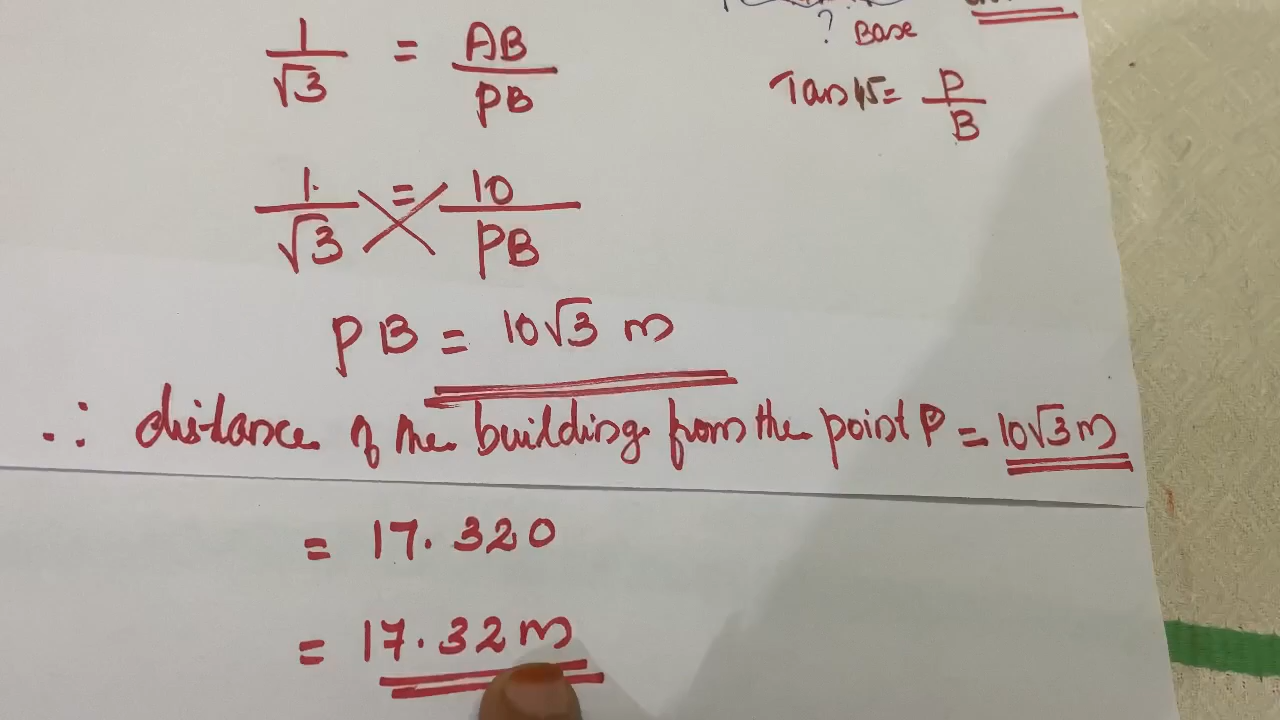 1/√3 = AB/PB
? Base
Tan 45 = P/B
1/√3 = 10/PB
PB = 10√3 m
∴ distance of the building from the point P = 10√3 m
= 17.320
= 17.32 m